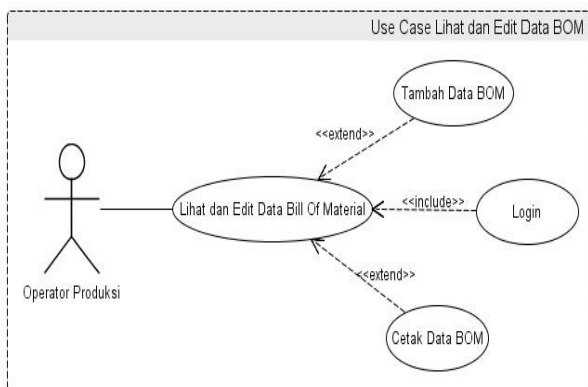 Use Case Lihat dan Edit Data BOM
Tambah Data BOM
<<extend>>
Lihat dan Edit Data Bill Of Material
<<include>>
Login
Operator Produksi
<<extend>>
Cetak Data BOM